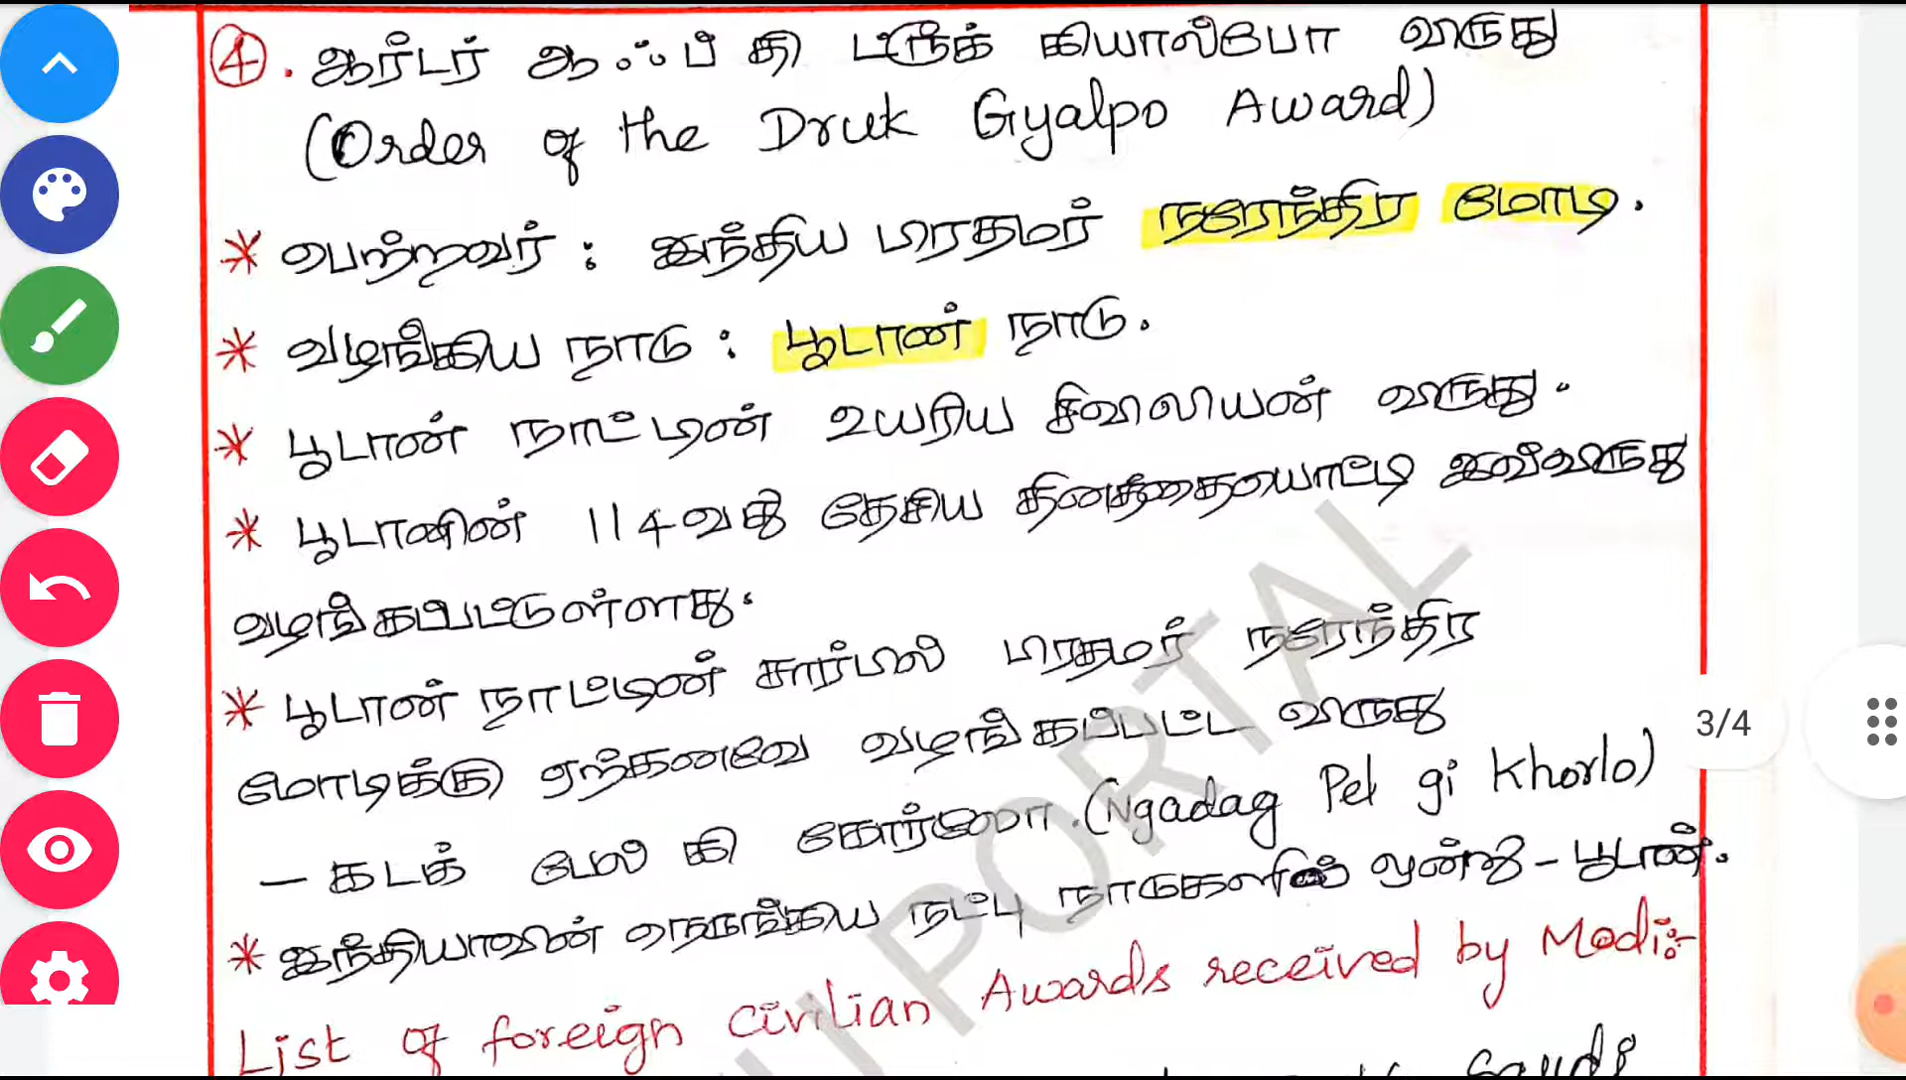 4. ஆர்டர் ஆஃப் தி ட்ரூக் கியால்போ விருது
(Order of the Druk Gyalpo Award)
* பெற்றவர் : இந்திய பிரதமர் நரேந்திர மோடி.
* வழங்கிய நாடு : பூடான் நாடு.
* பூடான் நாட்டின் உயரிய சிவிலியன் விருது.
* பூடானின் 114வது தேசிய தினத்தையொட்டி இவ்விருது
வழங்கப்பட்டுள்ளது.
* பூடான் நாட்டின் சார்பில் பிரதமர் நரேந்திர
மோடிக்கு ஏற்கனவே வழங்கப்பட்ட விருது
- கடக் பேல் கி கோர்லோ. (Ngadag Pel gi Khorlo)
* இந்தியாவின் நெருங்கிய நட்பு நாடுகளில் ஒன்று - பூடான்.
List of foreign civilian Awards received by Modi:-
3/4
PORTAL